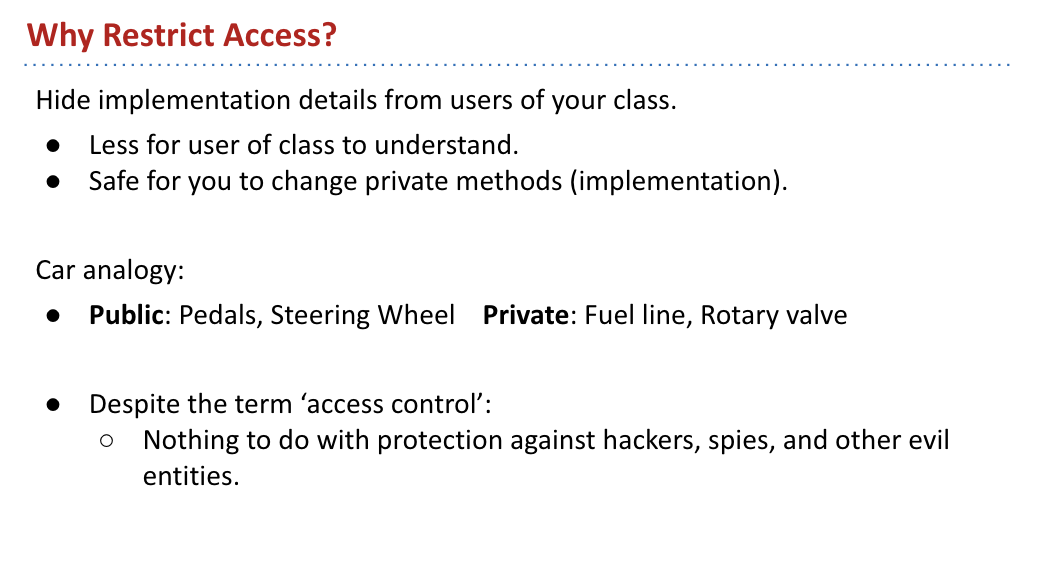 Why Restrict Access?
Hide implementation details from users of your class.
● Less for user of class to understand.
● Safe for you to change private methods (implementation).
Car analogy:
● Public: Pedals, Steering Wheel Private: Fuel line, Rotary valve
● Despite the term ‘access control’:
○ Nothing to do with protection against hackers, spies, and other evil
entities.